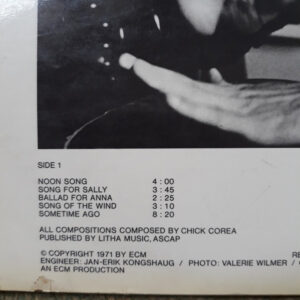 SIDE 1
NOON SONG 4:00
SONG FOR SALLY 3:45
BALLAD FOR ANNA 2:25
SONG OF THE WIND 3:10
SOMETIME AGO 8:20
ALL COMPOSITIONS COMPOSED BY CHICK COREA
PUBLISHED BY LITHA MUSIC, ASCAP
© COPYRIGHT 1971 BY ECM
ENGINEER: JAN-ERIK KONGSHAUG / PHOTO: VALERIE WILMER /
AN ECM PRODUCTION